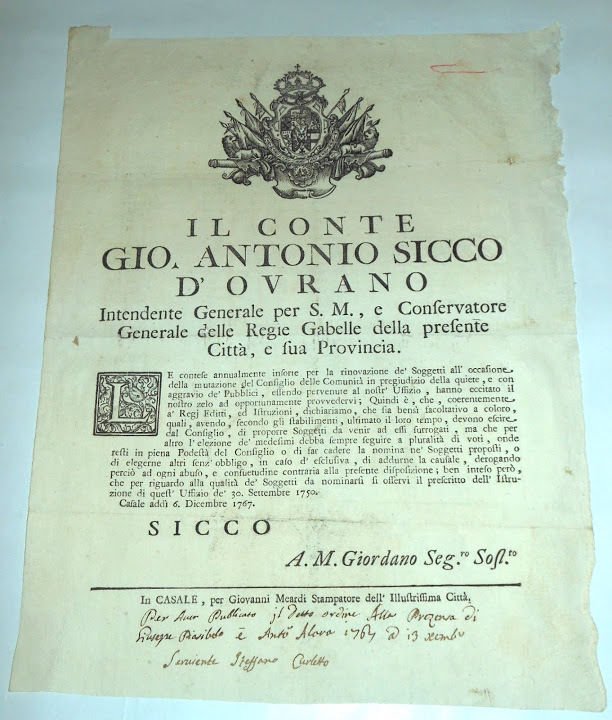 IL CONTE
GIO. ANTONIO SICCO
D' OVRANO
Intendente Generale per S. M., e Conservatore
Generale delle Regie Gabelle della presente
Città, e sua Provincia.
LE contese annualmente insorte per la rinovazione de' Soggetti all' occasione
della mutazione del Consiglio delle Comunità in pregiudizio della quiete, e con
aggravio de' Pubblici, essendo pervenute al nostr' Uffizio, hanno eccitato il
nostro zelo ad opportunamente provvedervi; Quindi è, che, coerentemente
a' Regj Editti, ed Istruzioni, dichiariamo, che sia bensì facoltativo a coloro,
quali, avendo, secondo gli stabilimenti, ultimato il loro tempo, devono escire
dal Consiglio, di proporre Soggetti da venir ad essi surrogati, ma che per
altro l' elezione de' medesimi debba sempre seguire a pluralità di voti, onde
resti in piena Podestà del Consiglio o di far cadere la nomina ne' Soggetti proposti, o
di elegerne altri senz' obbligo, in caso d' esclusiva, di addurne la causale, derogando
perciò ad ogni abuso, e consuetudine contraria alla presente disposizione; ben inteso però,
che per riguardo alla qualità de' Soggetti da nominarsi si osservi il prescritto dell' Istru-
zione di quest' Uffizio de' 30. Settembre 1750.
Casale addì 6. Dicembre 1767.
SICCO
A. M. Giordano Seg.ro Sost.to
In CASALE, per Giovanni Meardi Stampatore dell' Illustrissima Città.
Per Aver Publicato il detto ordine Alla Prezenza di
Giuseppe e Anto 1767 13
Serviente Steffano